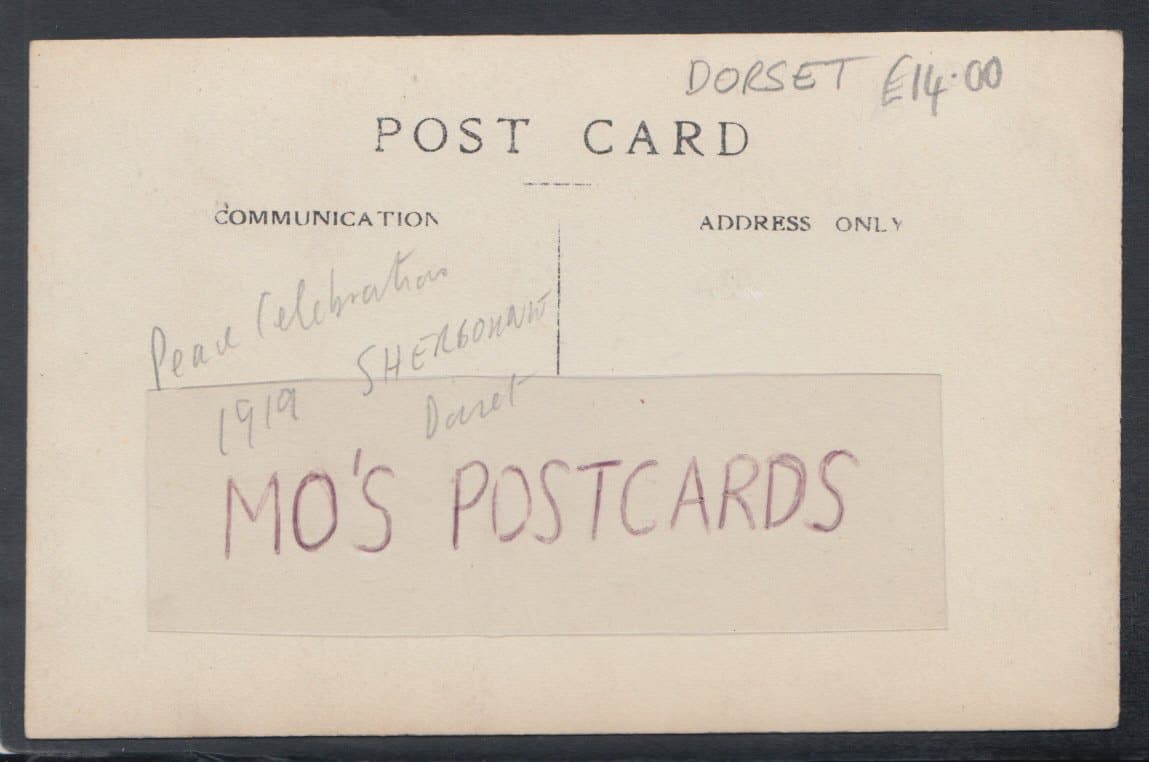 DORSET £14.00
POST CARD
COMMUNICATION
ADDRESS ONLY
Peace Celebration
1919 SHERBORNE
Dorset
MO'S POSTCARDS